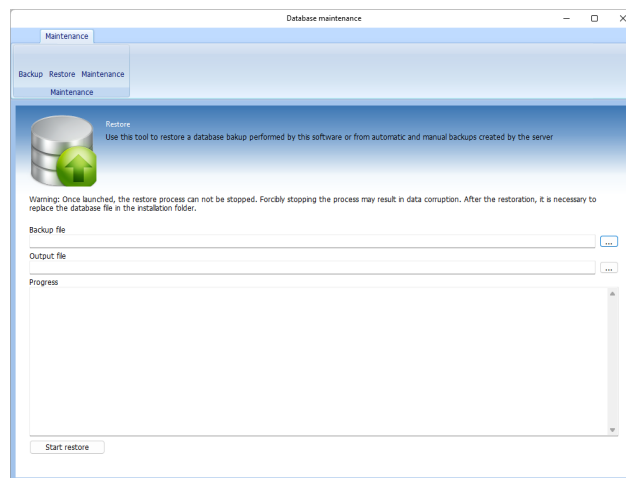 Database maintenance
Maintenance
Backup Restore Maintenance
Maintenance
Restore
Use this tool to restore a database bakup performed by this software or from automatic and manual backups created by the server
Warning: Once launched, the restore process can not be stopped. Forcibly stopping the process may result in data corruption. After the restoration, it is necessary to
replace the database file in the installation folder.
Backup file
...
Output file
...
Progress
Start restore